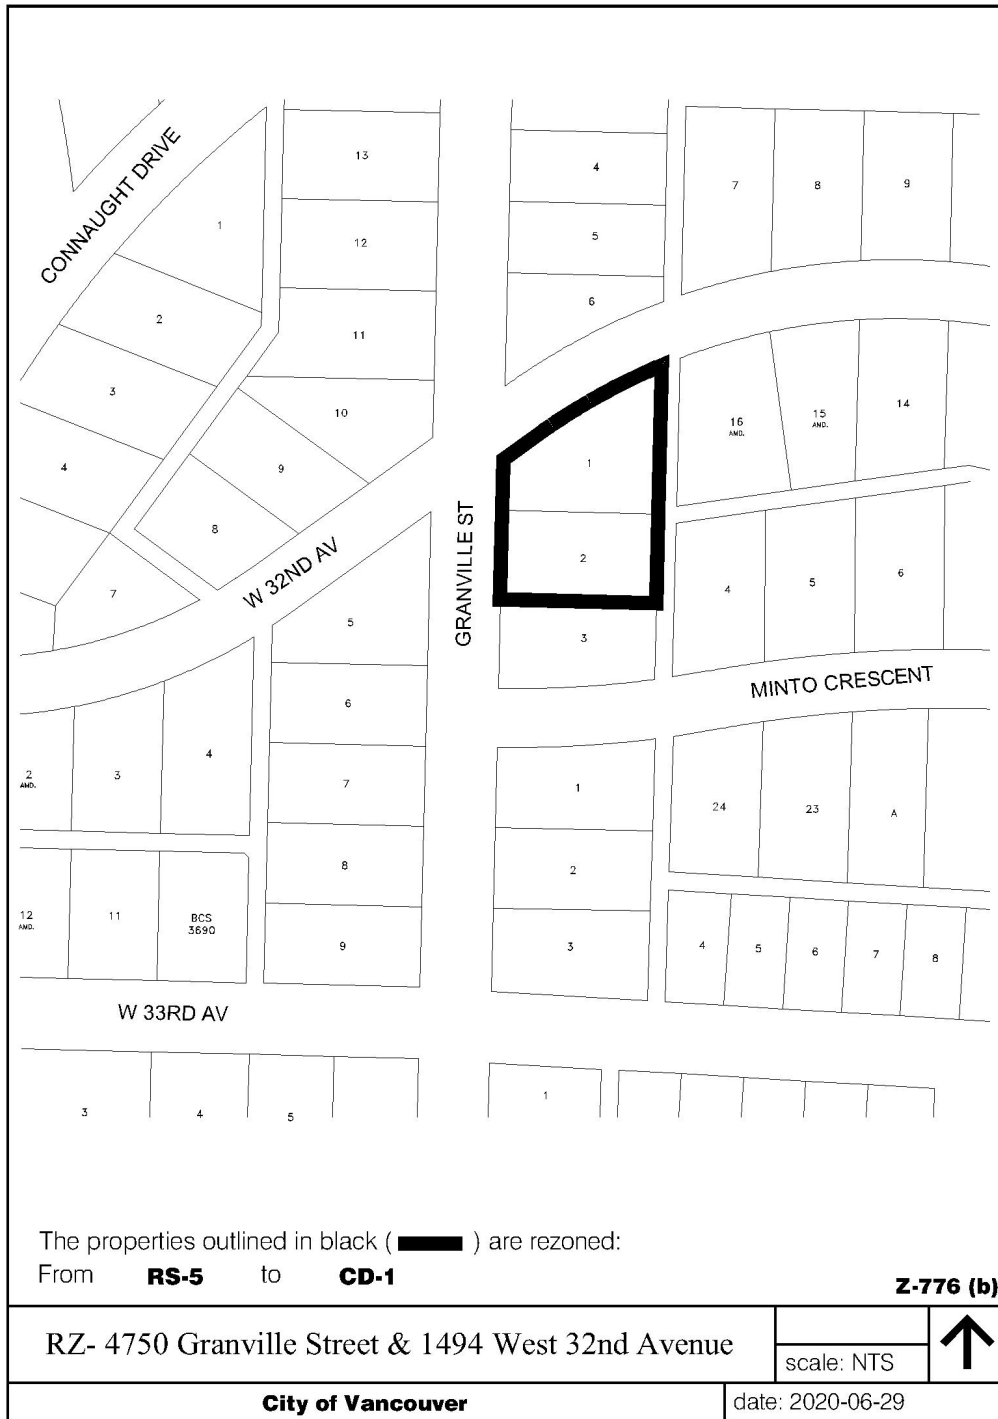 CONNAUGHT DRIVE
13
4
7
8
9
1
12
5
2
6
11
3
10
16
AMD.
15
AMD.
14
4
9
1
8
GRANVILLE ST
W 32ND AV
2
7
4
5
6
5
3
MINTO CRESCENT
6
4
2
AMD.
3
7
1
24
23
A
8
2
12
AMD.
11
BCS
3690
9
3
4
5
6
7
8
W 33RD AV
3
4
5
1
The properties outlined in black ( ) are rezoned:
From RS-5 to CD-1
Z-776 (b)
RZ- 4750 Granville Street & 1494 West 32nd Avenue
scale: NTS
City of Vancouver
date: 2020-06-29